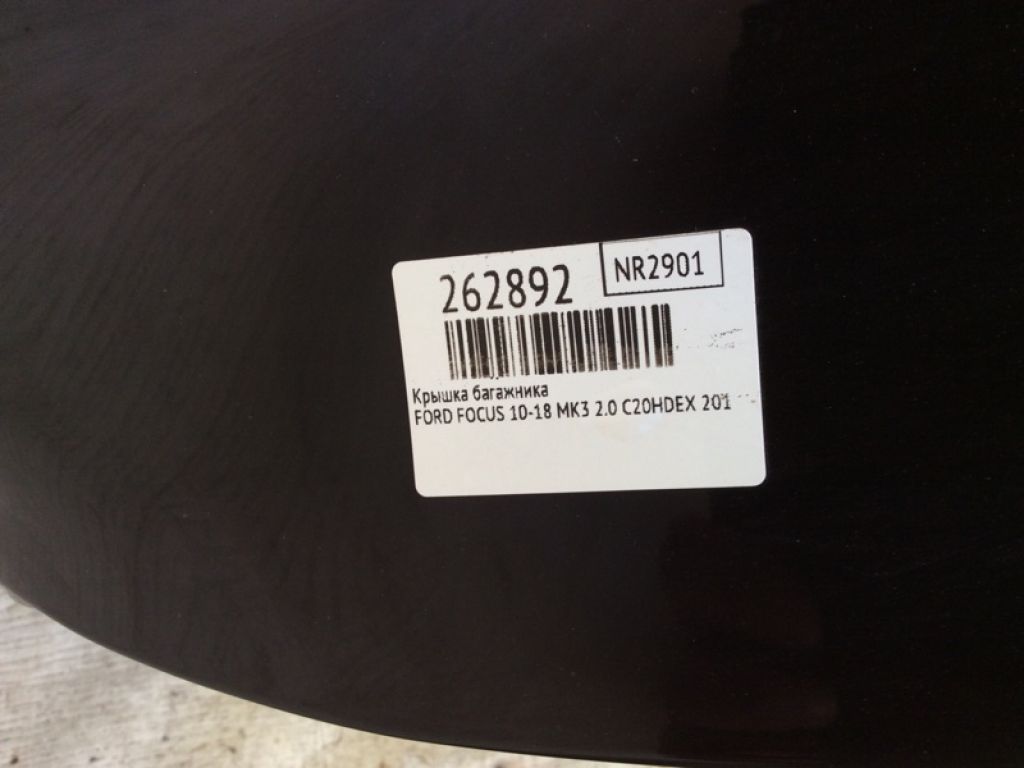 262892 NR2901
Крышка багажника
FORD FOCUS 10-18 MK3 2.0 C20HDEX 201